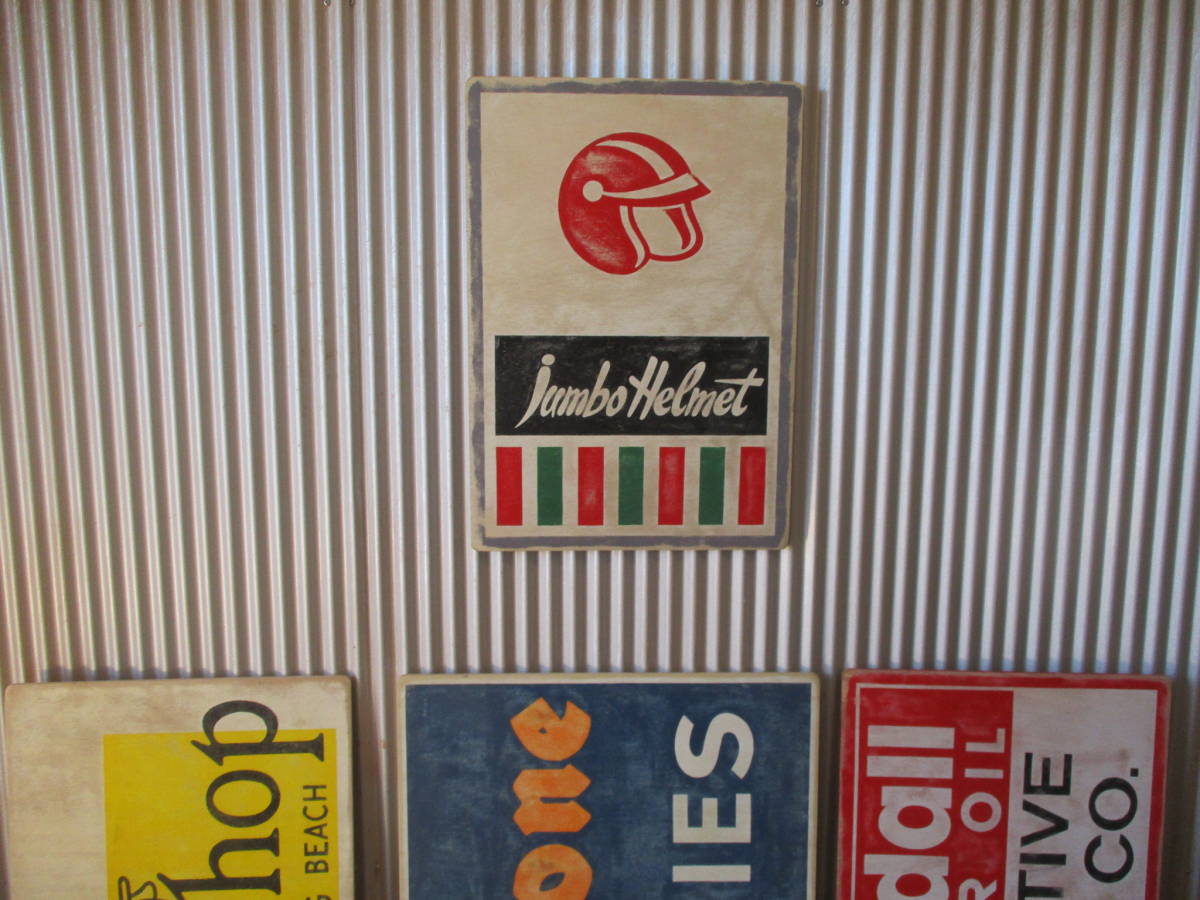 Jumbo Helmet
hop
BEACH
one
IES
dall
R OIL
TIVE
CO.